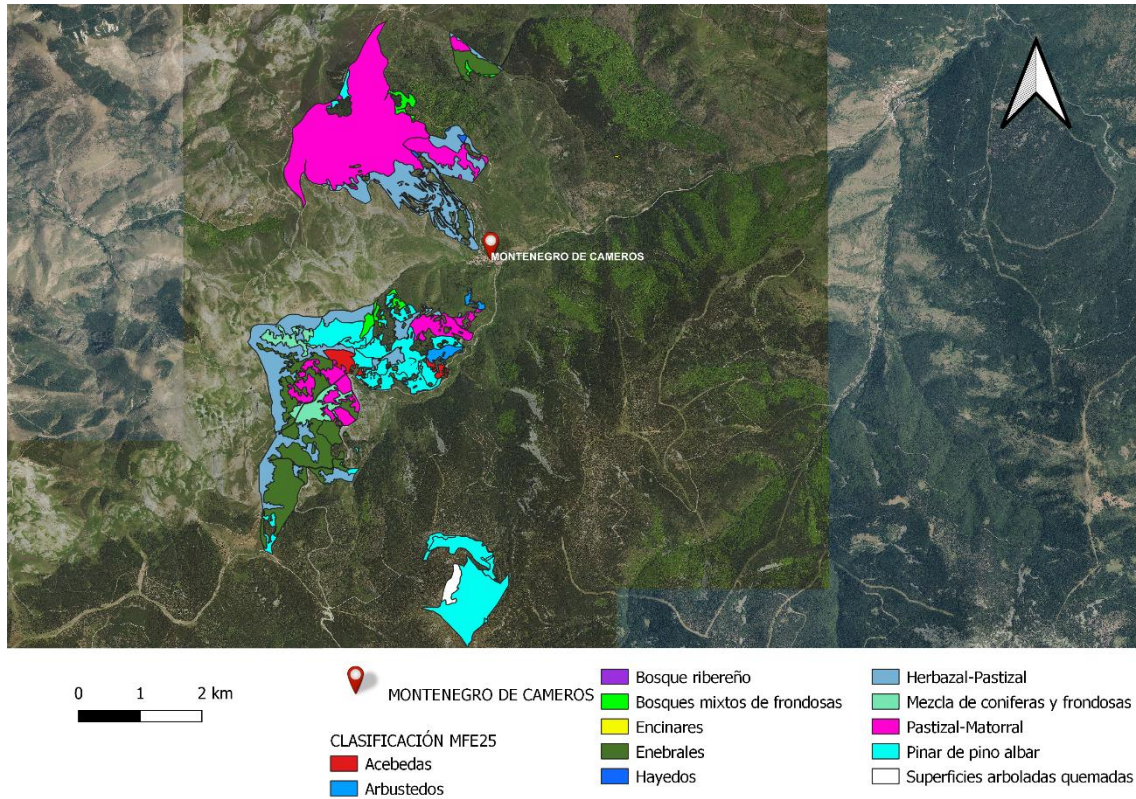 MONTENEGRO DE CAMEROS
0 1 2 km
MONTENEGRO DE CAMEROS
CLASIFICACIÓN MFE25
Acebedas
Arbustedos
Bosque ribereño
Bosques mixtos de frondosas
Encinares
Enebrales
Hayedos
Herbazal-Pastizal
Mezcla de coniferas y frondosas
Pastizal-Matorral
Pinar de pino albar
Superficies arboladas quemadas